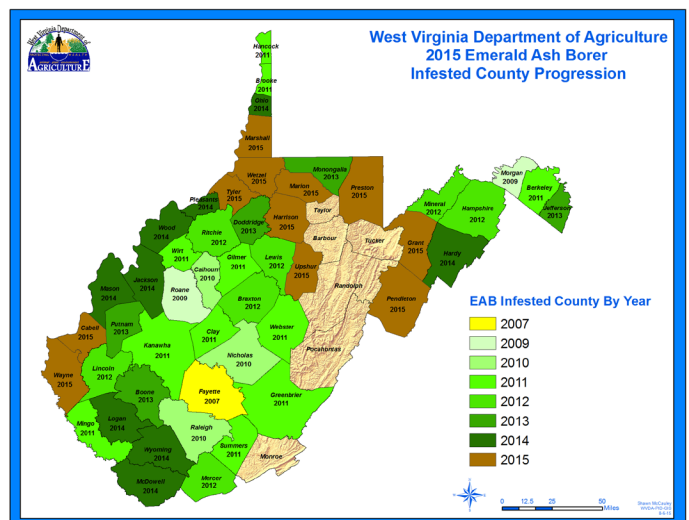 West Virginia Department of
AGRICULTURE
West Virginia Department of Agriculture
2015 Emerald Ash Borer
Infested County Progression
Hancock
2011
Brooke
2011
Ohio
2014
Marshall
2015
Wetzel
2015
Monongalia
2013
Marion
2015
Preston
2015
Morgan
2009
Berkeley
2011
Jefferson
2013
Mineral
2012
Hampshire
2012
Pleasants
2014
Tyler
2015
Doddridge
2013
Harrison
2015
Taylor
Barbour
Tucker
Grant
2015
Hardy
2014
Wood
2014
Ritchie
2012
Wirt
2011
Calhoun
2010
Gilmer
2011
Lewis
2012
Upshur
2015
Randolph
Pendleton
2015
Mason
2014
Jackson
2014
Roane
2009
Braxton
2012
Webster
2011
Pocahontas
Cabell
2015
Putnam
2013
Kanawha
2011
Clay
2011
Nicholas
2010
Wayne
2015
Lincoln
2012
Boone
2013
Fayette
2007
Greenbrier
2011
Mingo
2011
Logan
2014
Raleigh
2010
Wyoming
2014
Summers
2011
Monroe
McDowell
2014
Mercer
2012
EAB Infested County By Year
2007
2009
2010
2011
2012
2013
2014
2015
0 12.5 25 50
Miles
Shawn McCauley